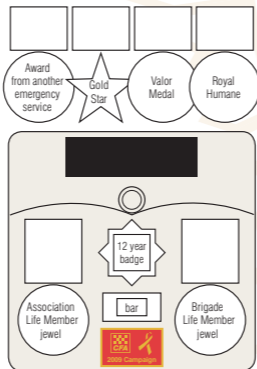 Award
from another
emergency
service
Gold
Star
Valor
Medal
Royal
Humane
12 year
badge
Association
Life Member
jewel
bar
Brigade
Life Member
jewel
CFA
2009 Campaign